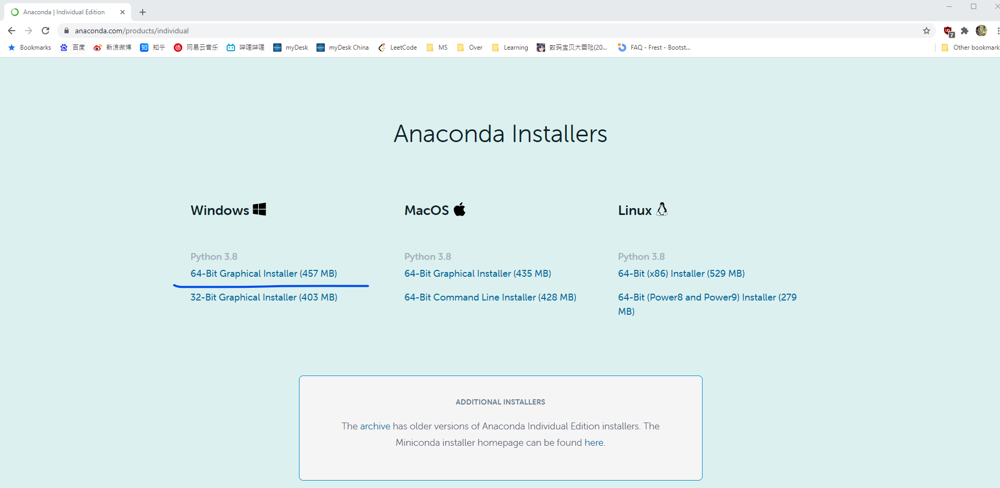 Anaconda | Individual Edition
anaconda.com/products/individual
7
Bookmarks 百度 新浪微博 知 知乎 网易云音乐 哔哩哔哩 myDesk myDesk China LeetCode MS Over Learning 数码宝贝大冒险(20... FAQ - Frest - Bootst... Other bookmark
Anaconda Installers
Windows
MacOS
Linux
Python 3.8
64-Bit Graphical Installer (457 MB)
32-Bit Graphical Installer (403 MB)
Python 3.8
64-Bit Graphical Installer (435 MB)
64-Bit Command Line Installer (428 MB)
Python 3.8
64-Bit (x86) Installer (529 MB)
64-Bit (Power8 and Power9) Installer (279
MB)
ADDITIONAL INSTALLERS
The archive has older versions of Anaconda Individual Edition installers. The
Miniconda installer homepage can be found here.